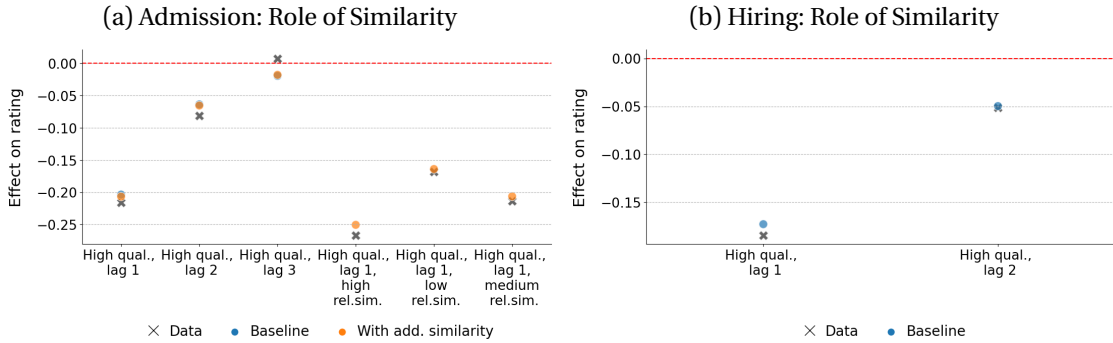 (a) Admission: Role of Similarity
Effect on rating
0.00
−0.05
−0.10
−0.15
−0.20
−0.25
High qual., lag 1
High qual., lag 2
High qual., lag 3
High qual., lag 1, high rel.sim.
High qual., lag 1, low rel.sim.
High qual., lag 1, medium rel.sim.
× Data
Baseline
With add. similarity
(b) Hiring: Role of Similarity
Effect on rating
0.00
−0.05
−0.10
−0.15
High qual., lag 1
High qual., lag 2
× Data
Baseline